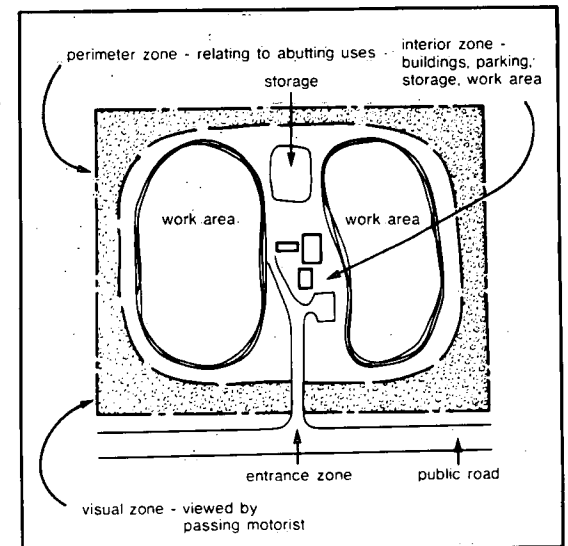 perimeter zone - relating to abutting uses
interior zone -
buildings, parking,
storage, work area
storage
work area
work area
entrance zone
public road
visual zone - viewed by
passing motorist